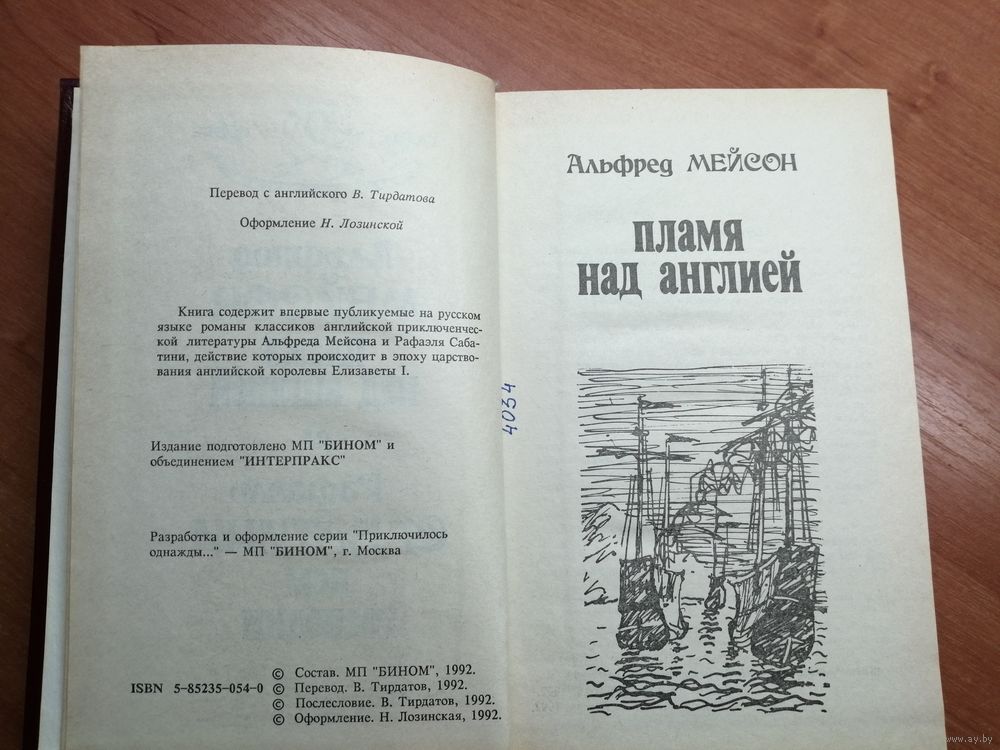 Перевод с английского В. Тирдатова
Оформление Н. Лозинской
Книга содержит впервые публикуемые на русском
языке романы классиков английской приключенчес-
кой литературы Альфреда Мейсона и Рафаэля Саба-
тини, действие которых происходит в эпоху царство-
вания английской королевы Елизаветы I.
Издание подготовлено МП "БИНОМ" и
объединением "ИНТЕРПРАКС"
Разработка и оформление серии "Приключилось
однажды..." — МП "БИНОМ", г. Москва
© Состав. МП "БИНОМ", 1992.
ISBN 5-85235-054-0 © Перевод. В. Тирдатов, 1992.
© Послесловие. В. Тирдатов, 1992.
© Оформление. Н. Лозинская, 1992.
4034
Альфред МЕЙСОН
ПЛАМЯ
НАД АНГЛИЕЙ
www.ay.by